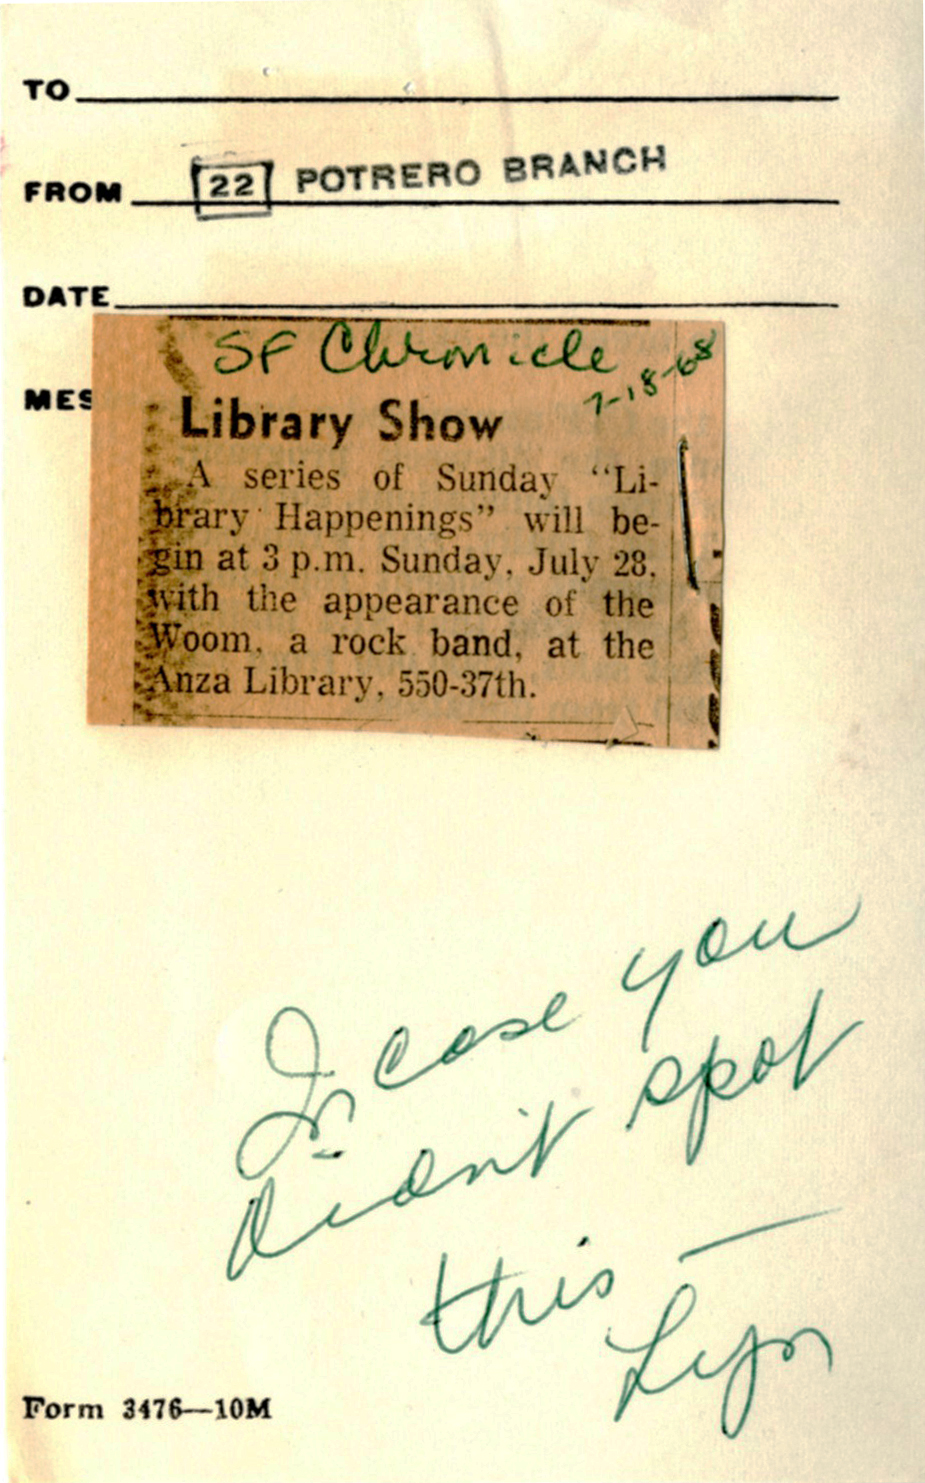 TO
FROM 22 POTRERO BRANCH
DATE
MES
SF Chronicle
7-18-68
Library Show
A series of Sunday “Li-
brary Happenings” will be-
gin at 3 p.m. Sunday, July 28,
with the appearance of the
Woom, a rock band, at the
Anza Library, 550-37th.
In case you
didn't spot
this —
Lyn
Form 3476—10M